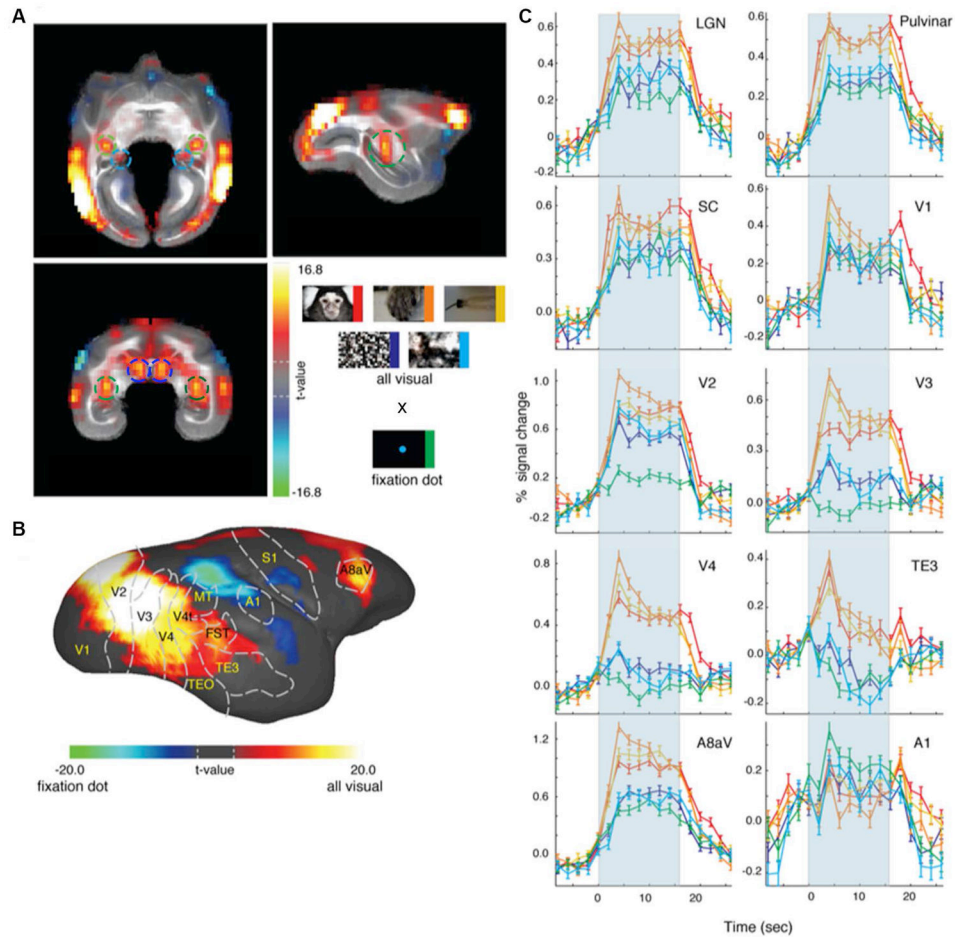 A
16.8
t-value
-16.8
all visual
x
fixation dot
B
V2
V3
V4
V4t
MT
FST
A1
S1
A8aV
V1
TE3
TEO
-20.0
t-value
20.0
fixation dot
all visual
C
% signal change
LGN
0.6
0.4
0.2
0
-0.2
Pulvinar
0.6
0.4
0.2
0.0
SC
0.6
0.3
0.0
V1
0.6
0.4
0.2
0
-0.2
V2
1.0
0.6
0.2
-0.2
V3
0.8
0.4
0.0
V4
0.8
0.4
0.0
TE3
0.4
0.2
0.0
-0.2
A8aV
1.2
0.6
0.0
0
10
20
A1
0.2
0.0
-0.2
0
10
20
Time (sec)